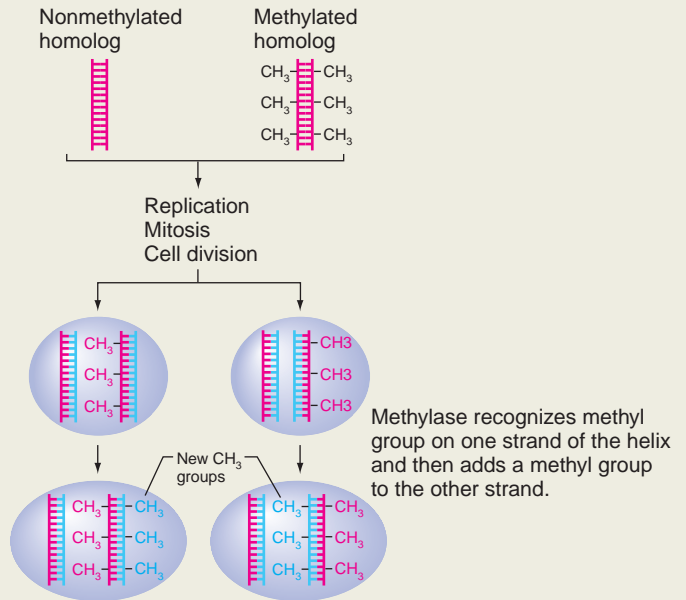 Nonmethylated
homolog
Methylated
homolog
CH₃ CH₃
CH₃ CH₃
CH₃ CH₃
Replication
Mitosis
Cell division
CH₃
CH₃
CH₃
CH3
CH3
CH3
Methylase recognizes methyl
group on one strand of the helix
and then adds a methyl group
to the other strand.
New CH₃
groups
CH₃ CH₃
CH₃ CH₃
CH₃ CH₃
CH₃ CH₃
CH₃ CH₃
CH₃ CH₃